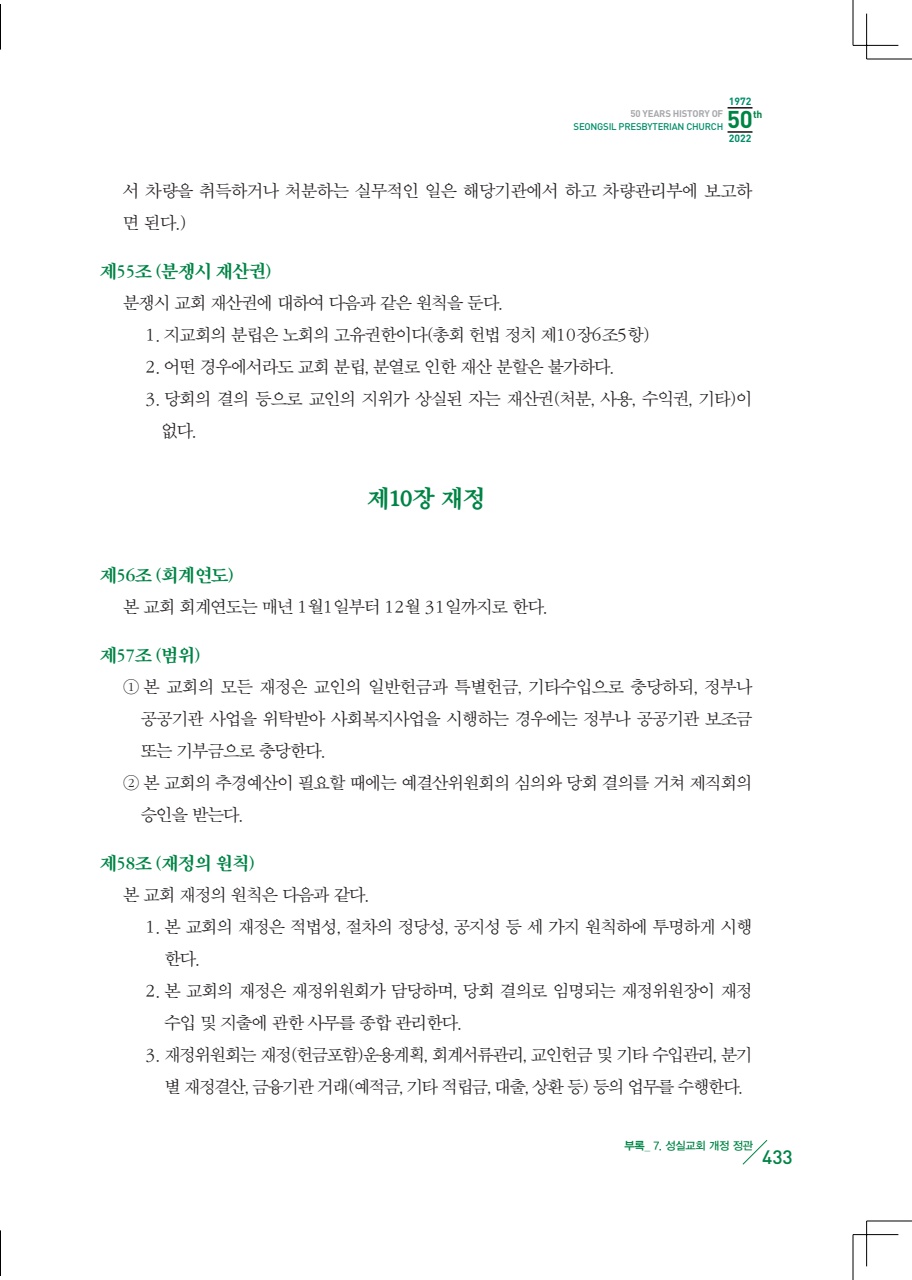 1972
50 YEARS HISTORY OF
SEONGSIL PRESBYTERIAN CHURCH
50th
2022
서 차량을 취득하거나 처분하는 실무적인 일은 해당기관에서 하고 차량관리부에 보고하
면 된다.)
제55조 (분쟁시 재산권)
분쟁시 교회 재산권에 대하여 다음과 같은 원칙을 둔다.
1. 지교회의 분립은 노회의 고유권한이다(총회 헌법 정치 제10장6조5항)
2. 어떤 경우에서라도 교회 분립, 분열로 인한 재산 분할은 불가하다.
3. 당회의 결의 등으로 교인의 지위가 상실된 자는 재산권(처분, 사용, 수익권, 기타)이
없다.
제10장 재정
제56조 (회계연도)
본 교회 회계연도는 매년 1월1일부터 12월 31일까지로 한다.
제57조 (범위)
① 본 교회의 모든 재정은 교인의 일반헌금과 특별헌금, 기타수입으로 충당하되, 정부나
공공기관 사업을 위탁받아 사회복지사업을 시행하는 경우에는 정부나 공공기관 보조금
또는 기부금으로 충당한다.
② 본 교회의 추경예산이 필요할 때에는 예결산위원회의 심의와 당회 결의를 거쳐 제직회의
승인을 받는다.
제58조 (재정의 원칙)
본 교회 재정의 원칙은 다음과 같다.
1. 본 교회의 재정은 적법성, 절차의 정당성, 공지성 등 세 가지 원칙하에 투명하게 시행
한다.
2. 본 교회의 재정은 재정위원회가 담당하며, 당회 결의로 임명되는 재정위원장이 재정
수입 및 지출에 관한 사무를 종합 관리한다.
3. 재정위원회는 재정(헌금포함)운용계획, 회계서류관리, 교인헌금 및 기타 수입관리, 분기
별 재정결산, 금융기관 거래(예적금, 기타 적립금, 대출, 상환 등) 등의 업무를 수행한다.
부록_ 7. 성실교회 개정 정관
433